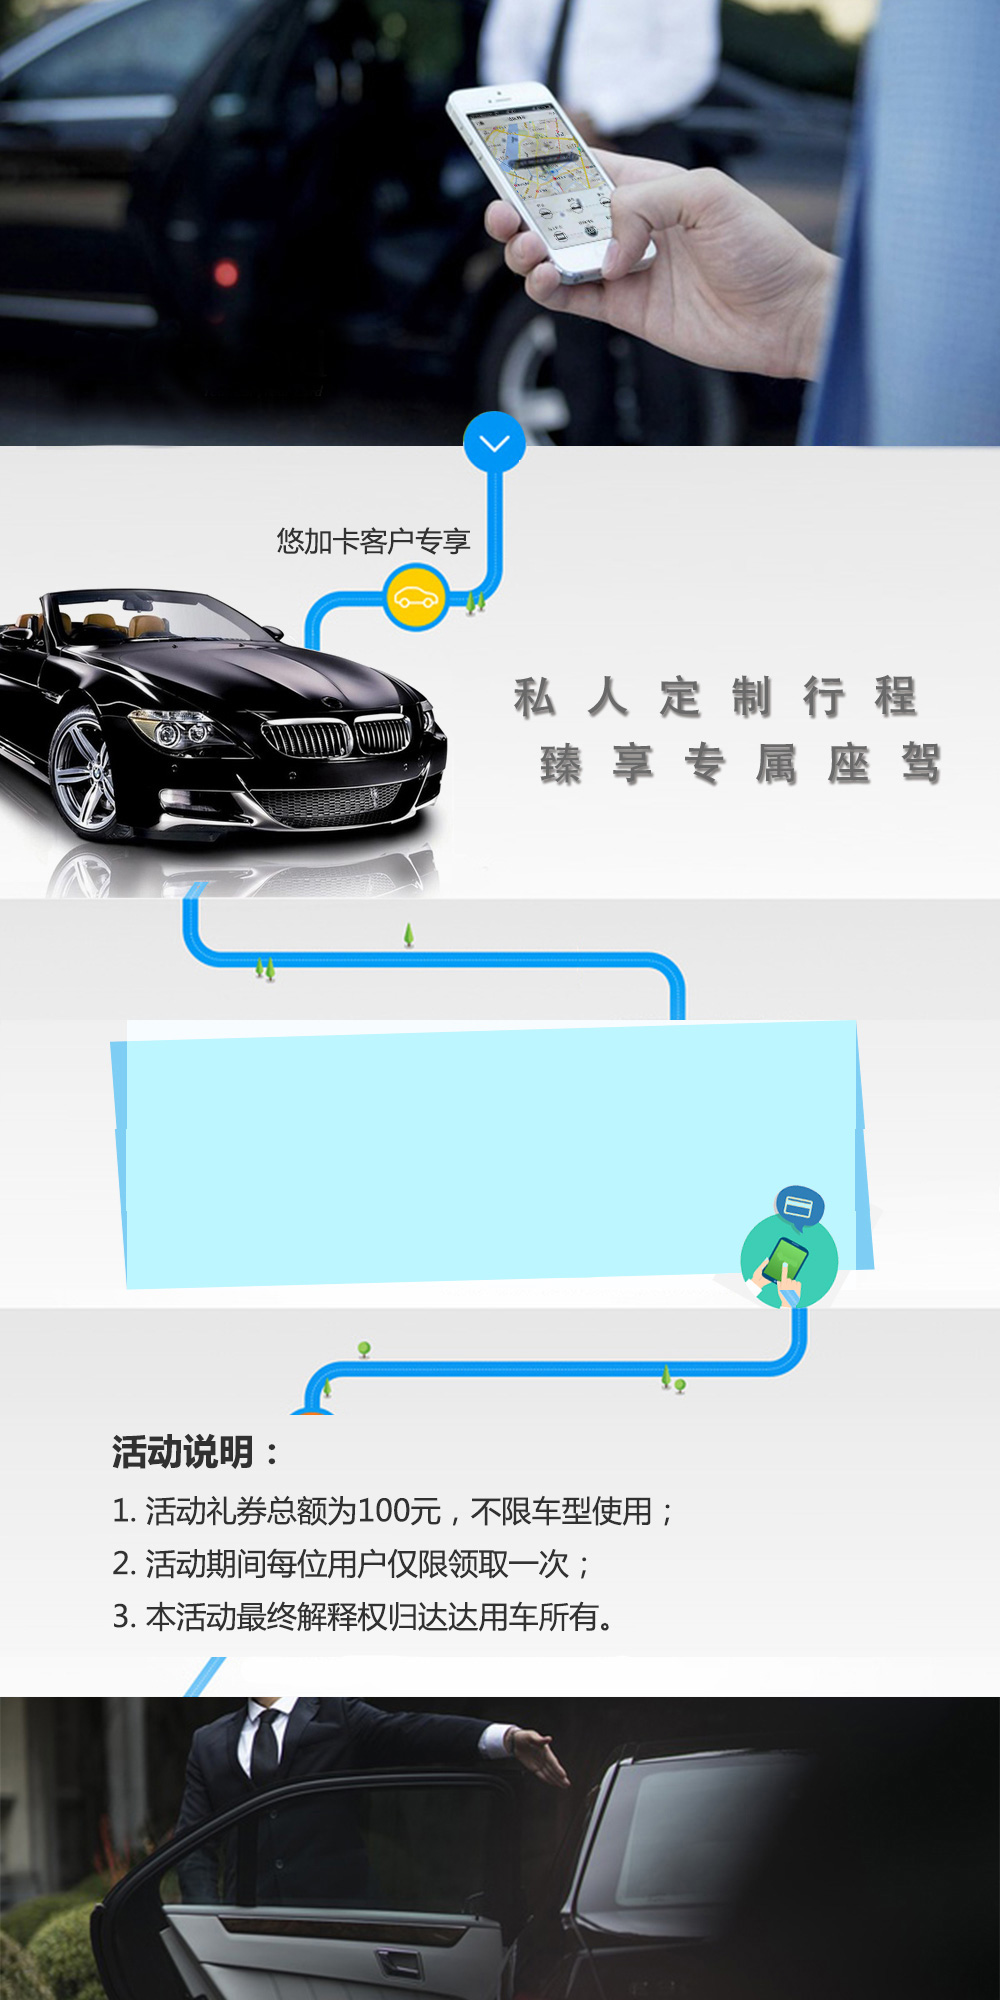 悠加卡客户专享
私人定制行程
臻享专属座驾
活动说明：
1. 活动礼券总额为100元，不限车型使用；
2. 活动期间每位用户仅限领取一次；
3. 本活动最终解释权归达达用车所有。